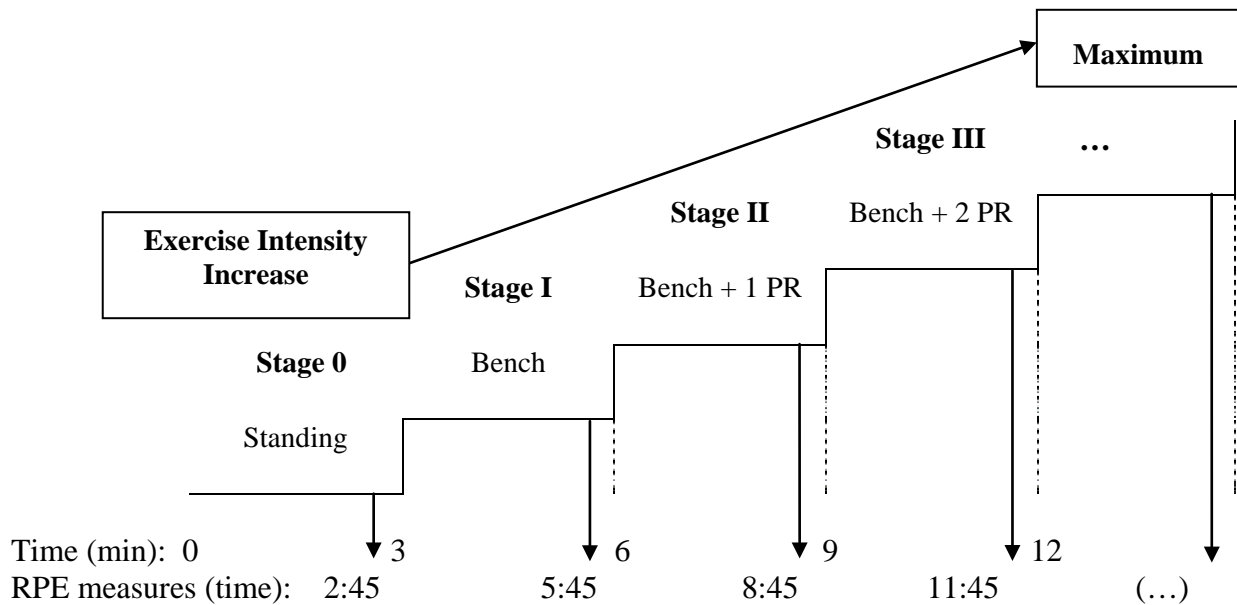 Maximum
Stage III ...
Stage II Bench + 2 PR
Exercise Intensity
Increase
Stage I Bench + 1 PR
Stage 0 Bench
Standing
Time (min): 0 3 6 9 12
RPE measures (time): 2:45 5:45 8:45 11:45 (...)